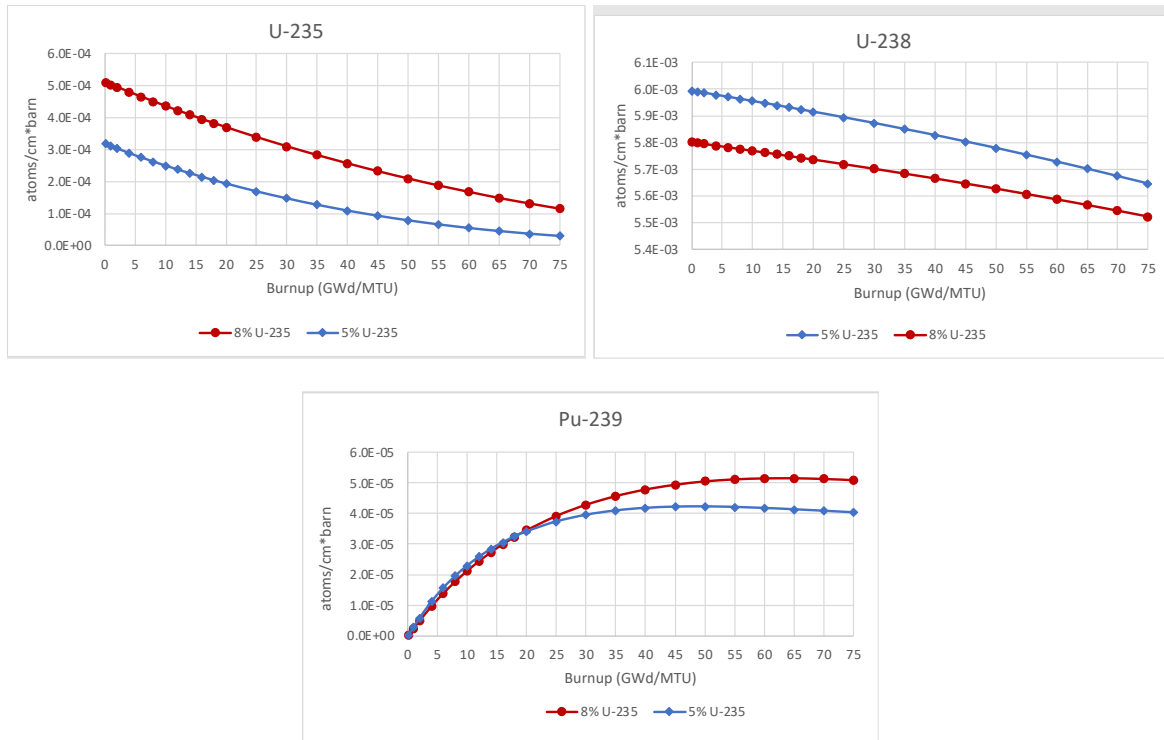 U-235
6.0E-04
5.0E-04
4.0E-04
3.0E-04
2.0E-04
1.0E-04
0.0E+00
atoms/cm*barn
0 5 10 15 20 25 30 35 40 45 50 55 60 65 70 75
Burnup (GWd/MTU)
8% U-235 5% U-235
U-238
6.1E-03
6.0E-03
5.9E-03
5.8E-03
5.7E-03
5.6E-03
5.5E-03
5.4E-03
atoms/cm*barn
0 5 10 15 20 25 30 35 40 45 50 55 60 65 70 75
Burnup (GWd/MTU)
5% U-235 8% U-235
Pu-239
6.0E-05
5.0E-05
4.0E-05
3.0E-05
2.0E-05
1.0E-05
0.0E+00
atoms/cm*barn
0 5 10 15 20 25 30 35 40 45 50 55 60 65 70 75
Burnup (GWd/MTU)
8% U-235 5% U-235